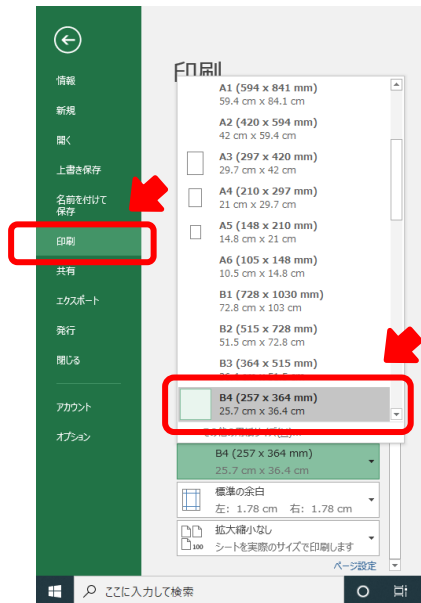 印刷
情報
新規
開く
上書き保存
名前を付けて
保存
印刷
共有
エクスポート
発行
閉じる
アカウント
オプション
A1 (594 x 841 mm)
59.4 cm x 84.1 cm
A2 (420 x 594 mm)
42 cm x 59.4 cm
A3 (297 x 420 mm)
29.7 cm x 42 cm
A4 (210 x 297 mm)
21 cm x 29.7 cm
A5 (148 x 210 mm)
14.8 cm x 21 cm
A6 (105 x 148 mm)
10.5 cm x 14.8 cm
B1 (728 x 1030 mm)
72.8 cm x 103 cm
B2 (515 x 728 mm)
51.5 cm x 72.8 cm
B3 (364 x 515 mm)
B4 (257 x 364 mm)
25.7 cm x 36.4 cm
B4 (257 x 364 mm)
25.7 cm x 36.4 cm
標準の余白
左: 1.78 cm 右: 1.78 cm
100
拡大縮小なし
シートを実際のサイズで印刷します
ページ設定
ここに入力して検索